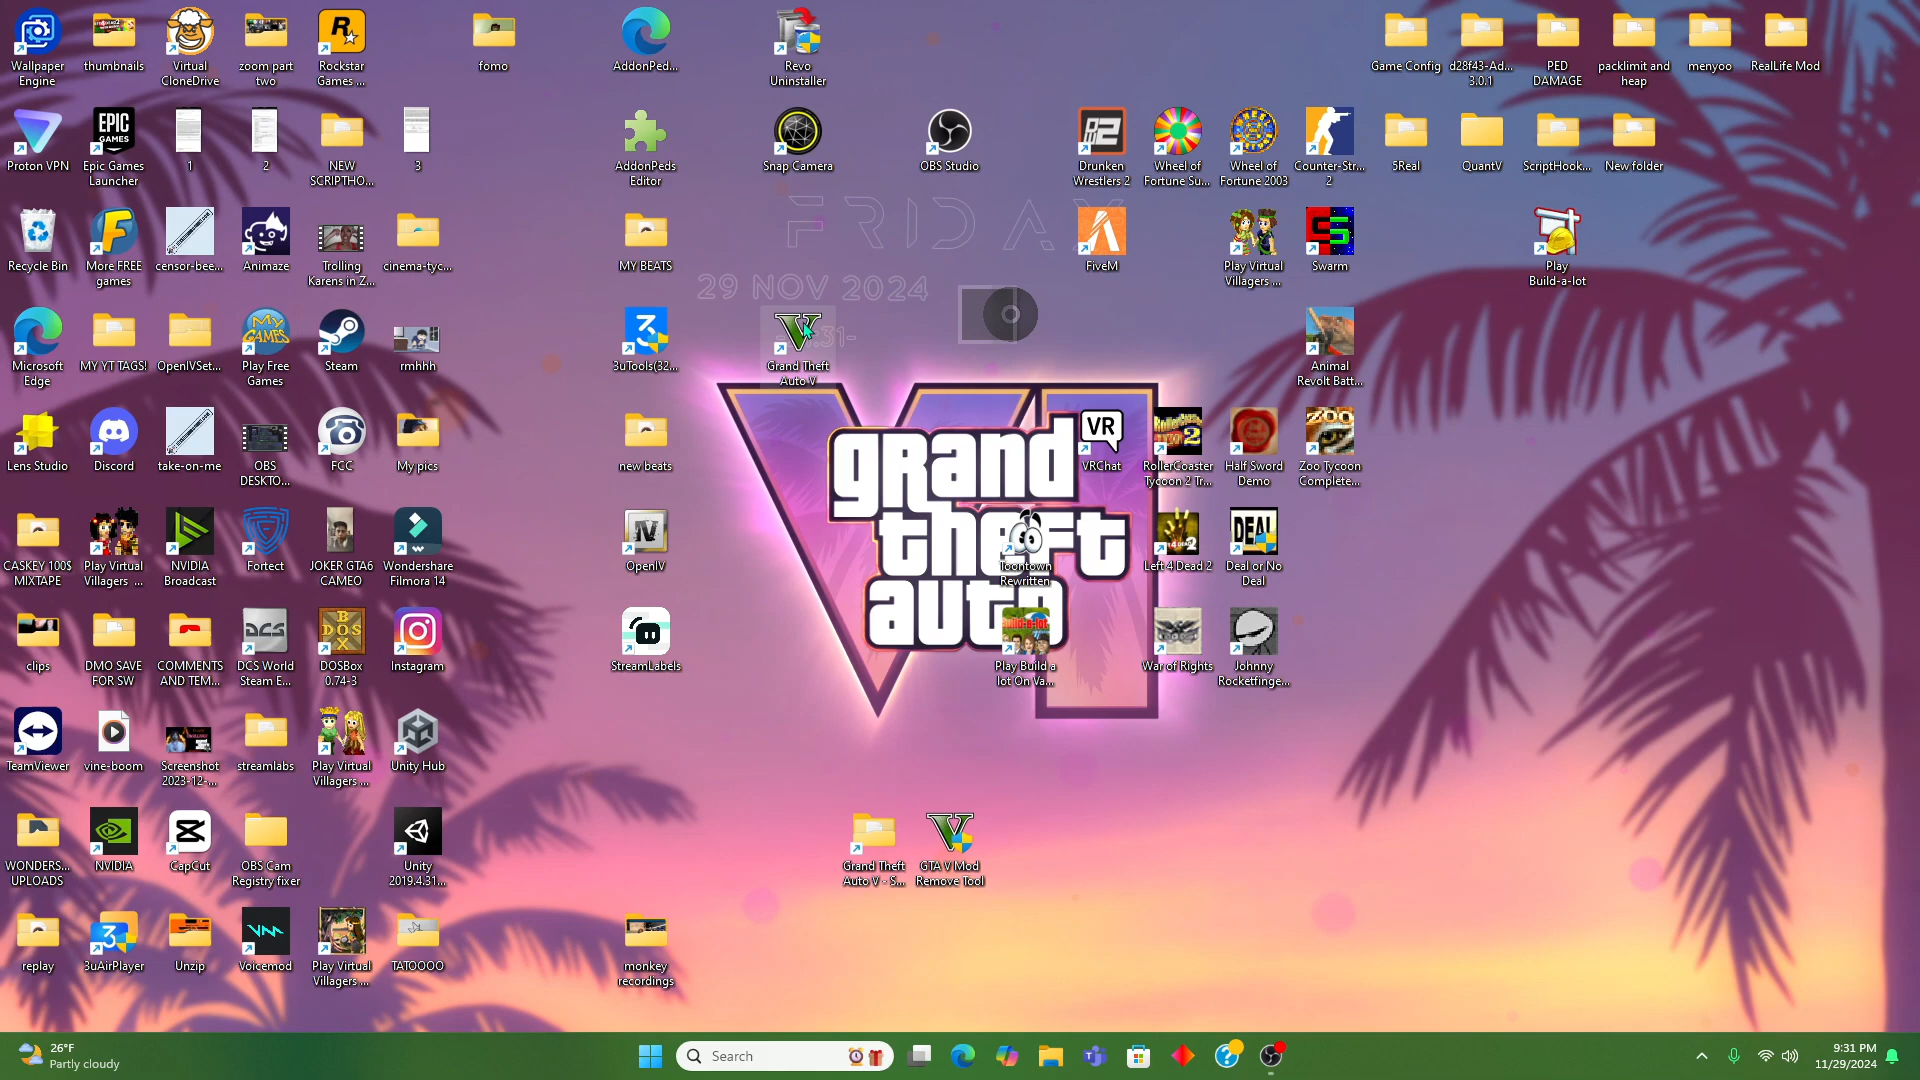 Wallpaper
Engine
thumbnails
Virtual
CloneDrive
zoom part
two
Rockstar
Games ...
fomo
AddonPed...
Revo
Uninstaller
Game Config
d28f43-Ad...
3.0.1
PED
DAMAGE
packlimit and
heap
menyoo
RealLife Mod
Proton VPN
EPIC
GAMES
Epic Games
Launcher
1
2
NEW
SCRIPTHO...
3
AddonPeds
Editor
Snap Camera
OBS Studio
Drunken
Wrestlers 2
Wheel of
Fortune Su...
Wheel of
Fortune 2003
Counter-Str...
2
5Real
QuantV
ScriptHook...
New folder
FRIDAY
Recycle Bin
More FREE
games
censor-bee...
Animaze
Trolling
Karens in Z...
cinema-tyc...
MY BEATS
29 NOV 2024
FiveM
Play Virtual
Villagers ...
Swarm
Play
Build-a-lot
Microsoft
Edge
MY YT TAGS!
OpenIVSet...
MY
GAMES
Play Free
Games
Steam
rmhhh
3uTools(32...
Grand Theft
Auto V
Animal
Revolt Batt...
Lens Studio
Discord
take-on-me
OBS
DESKTO...
FCC
My pics
new beats
grand
theft
auto
VI
VR
VRChat
RollerCoaster
Tycoon 2 Tr...
Half Sword
Demo
ZOO
Zoo Tycoon
Complete...
CASKEY 100$
MIXTAPE
Play Virtual
Villagers ...
NVIDIA
Broadcast
Fortect
JOKER GTA6
CAMEO
Wondershare
Filmora 14
IV
OpenIV
Toontown
Rewritten
Left 4 Dead 2
DEAL
Deal or No
Deal
clips
DMO SAVE
FOR SW
COMMENTS
AND TEM...
DCS
DCS World
Steam E...
DOS
BOX
DOSBox
0.74-3
Instagram
StreamLabels
Play Build a
lot On Va...
War of Rights
Johnny
Rocketfinge...
TeamViewer
vine-boom
Screenshot
2023-12-...
streamlabs
Play Virtual
Villagers ...
Unity Hub
WONDERS...
UPLOADS
NVIDIA
CapCut
OBS Cam
Registry fixer
Unity
2019.4.31...
Grand Theft
Auto V - S...
GTA V Mod
Remove Tool
replay
3uAirPlayer
Unzip
Voicemod
Play Virtual
Villagers ...
TATOOOO
monkey
recordings
26°F
Partly cloudy
Search
9:31 PM
11/29/2024